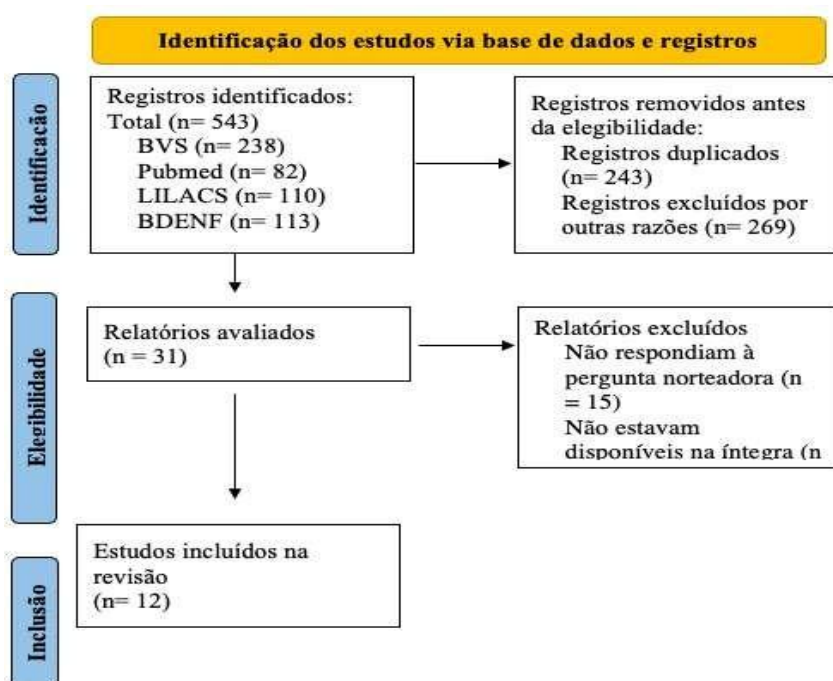 Identificação dos estudos via base de dados e registros
Identificação
Registros identificados:
Total (n= 543)
BVS (n= 238)
Pubmed (n= 82)
LILACS (n= 110)
BDENF (n= 113)
Registros removidos antes
da elegibilidade:
Registros duplicados
(n= 243)
Registros excluídos por
outras razões (n= 269)
Elegibilidade
Relatórios avaliados
(n = 31)
Relatórios excluídos
Não respondiam à
pergunta norteadora (n
= 15)
Não estavam
disponíveis na íntegra (n
Inclusão
Estudos incluídos na
revisão
(n= 12)